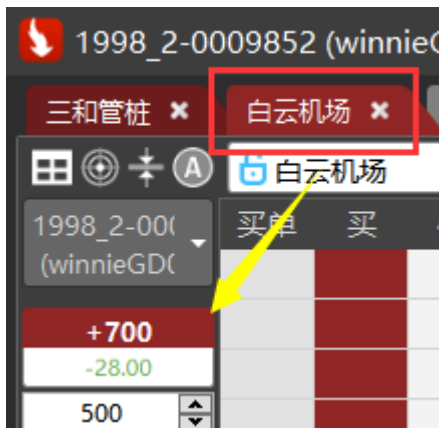 1998_2-0009852 (winnieG
三和管桩 ×
白云机场 ×
A
白云机场
1998_2-00(
(winnieGD(
买单
买
+700
-28.00
500